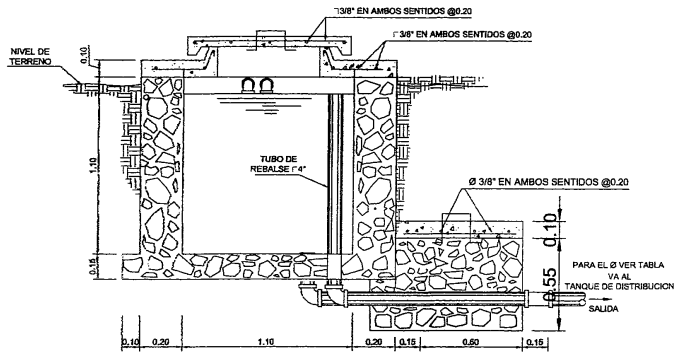 □3/8" EN AMBOS SENTIDOS @0.20
□3/8" EN AMBOS SENTIDOS @0.20
NIVEL DE
TERRENO
0.10
1.10
TUBO DE
REBALSE □4"
Ø 3/8" EN AMBOS SENTIDOS @0.20
0.10
0.55
0.15
PARA EL Ø VER TABLA
VA AL
TANQUE DE DISTRIBUCION
SALIDA
0.10 0.20 1.10 0.20 0.15 0.60 0.15